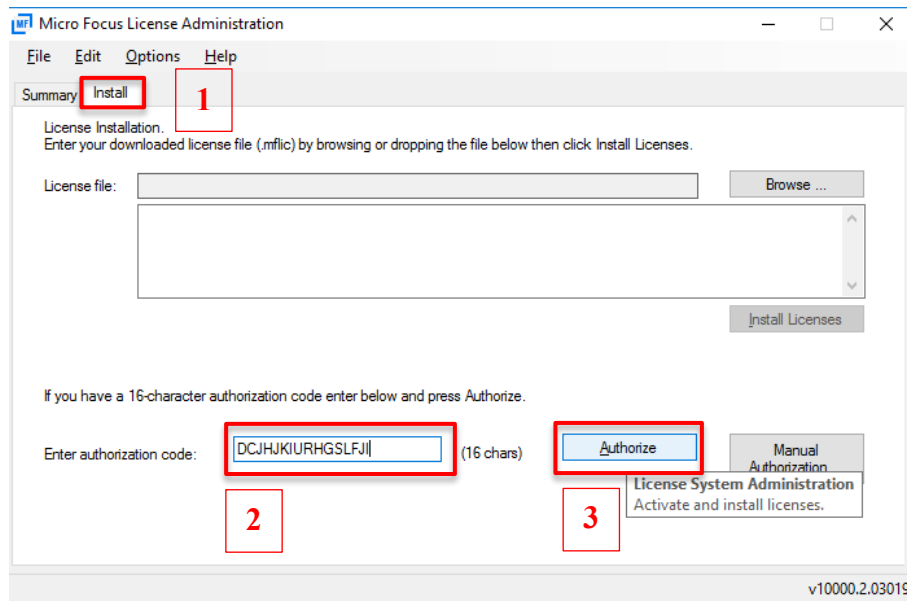 MF Micro Focus License Administration
File Edit Options Help
Summary Install
1
License Installation.
Enter your downloaded license file (.mflic) by browsing or dropping the file below then click Install Licenses.
License file: Browse ...
Install Licenses
If you have a 16-character authorization code enter below and press Authorize.
Enter authorization code: DCJHJKIURHGSLFJI (16 chars) Authorize Manual
Authorization
License System Administration
Activate and install licenses.
2 3
v10000.2.03019